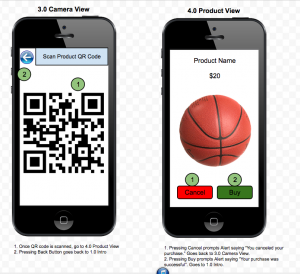 3.0 Camera View
4.0 Product View
Scan Product QR Code
2
1
Product Name
$20
1
2
Cancel
Buy
1. Once QR code is scanned, go to 4.0 Product View
2. Pressing Back Button goes back to 1.0 Intro.
1. Pressing Cancel prompts Alert saying "You canceled your
purchase." Goes back to 3.0 Camera View.
2. Pressing Buy prompts Alert saying "Your purchase was
successful". Goes to 1.0 Intro.